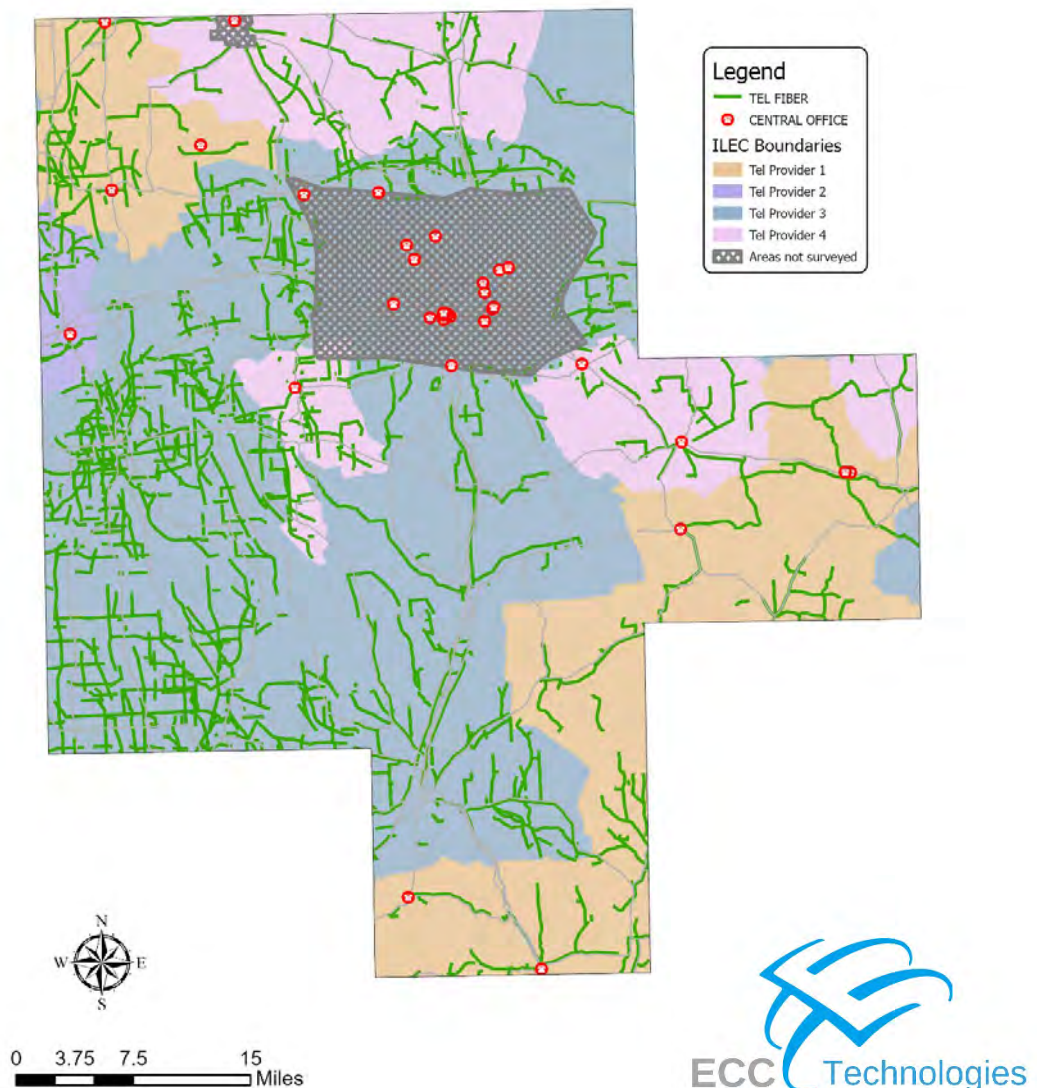 Legend
TEL FIBER
CENTRAL OFFICE
ILEC Boundaries
Tel Provider 1
Tel Provider 2
Tel Provider 3
Tel Provider 4
Areas not surveyed
N
W E
S
0 3.75 7.5 15
Miles
ECC Technologies